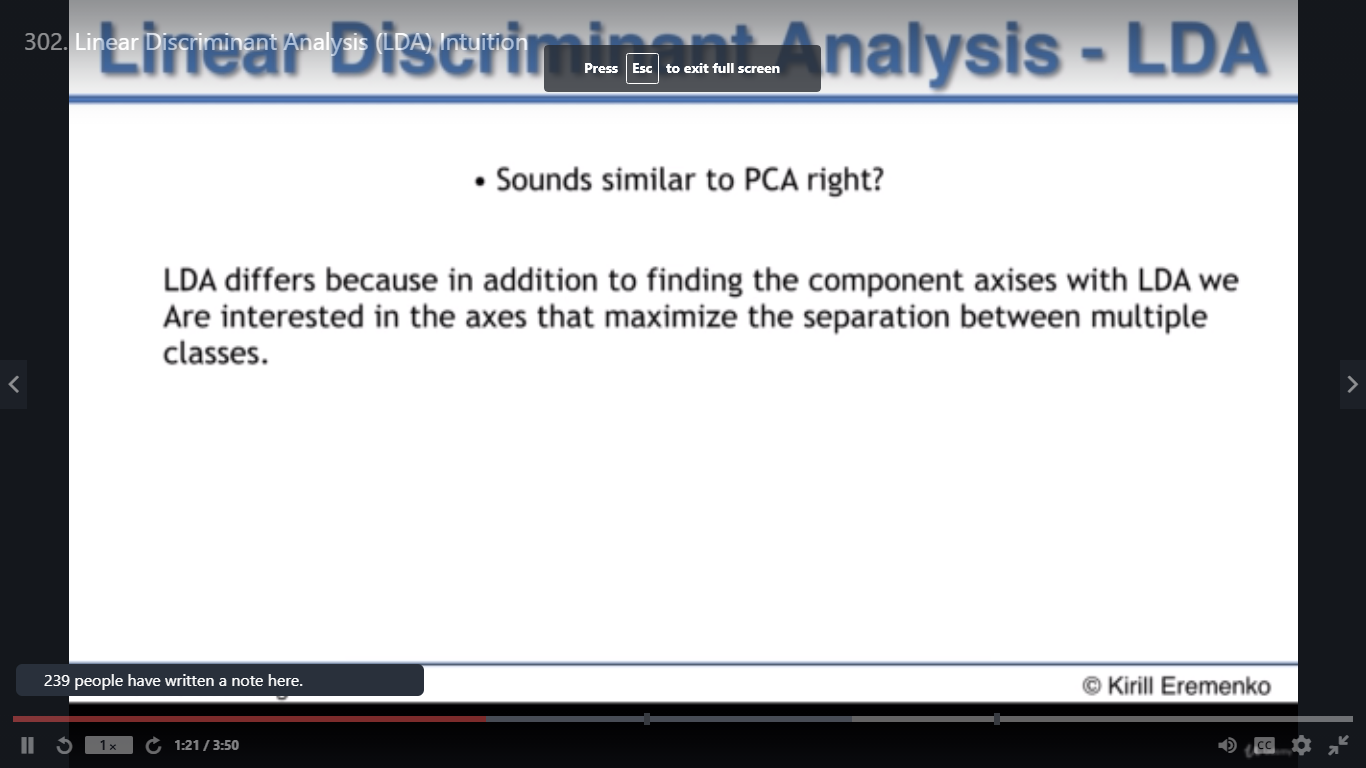 Linear Discriminant Analysis - LDA
302. Linear Discriminant Analysis (LDA) Intuition
Press Esc to exit full screen
• Sounds similar to PCA right?
LDA differs because in addition to finding the component axises with LDA we
Are interested in the axes that maximize the separation between multiple
classes.
239 people have written a note here.
© Kirill Eremenko
1x
1:21 / 3:50
CC